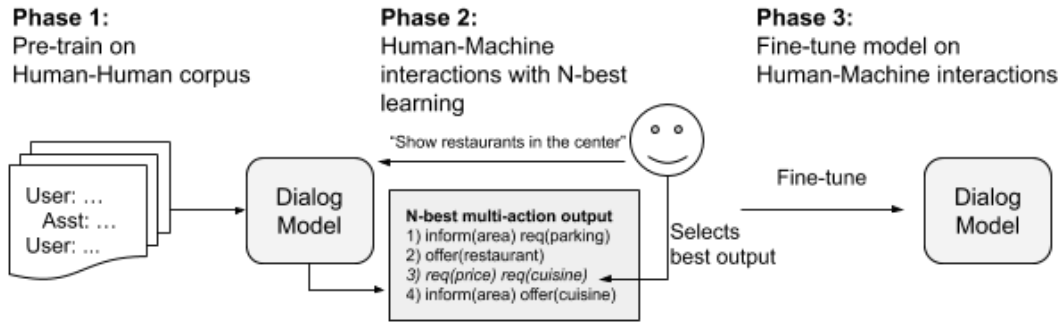 Phase 1:
Pre-train on
Human-Human corpus
Phase 2:
Human-Machine
interactions with N-best
learning
Phase 3:
Fine-tune model on
Human-Machine interactions
User: ...
Asst: ...
User: ...
Dialog
Model
“Show restaurants in the center”
N-best multi-action output
1) inform(area) req(parking)
2) offer(restaurant)
3) req(price) req(cuisine)
4) inform(area) offer(cuisine)
Selects
best output
Fine-tune
Dialog
Model